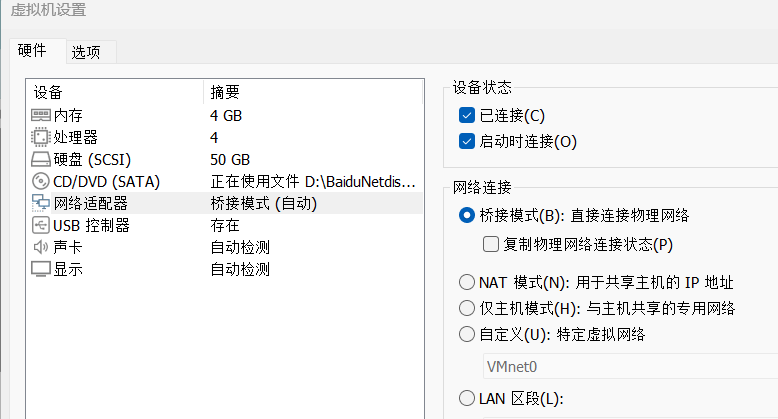 虚拟机设置
硬件 选项
设备 摘要
内存 4 GB
处理器 4
硬盘 (SCSI) 50 GB
CD/DVD (SATA) 正在使用文件 D:\BaiduNetdis...
网络适配器 桥接模式 (自动)
USB 控制器 存在
声卡 自动检测
显示 自动检测
设备状态
已连接(C)
启动时连接(O)
网络连接
桥接模式(B): 直接连接物理网络
复制物理网络连接状态(P)
NAT 模式(N): 用于共享主机的 IP 地址
仅主机模式(H): 与主机共享的专用网络
自定义(U): 特定虚拟网络
VMnet0
LAN 区段(L):